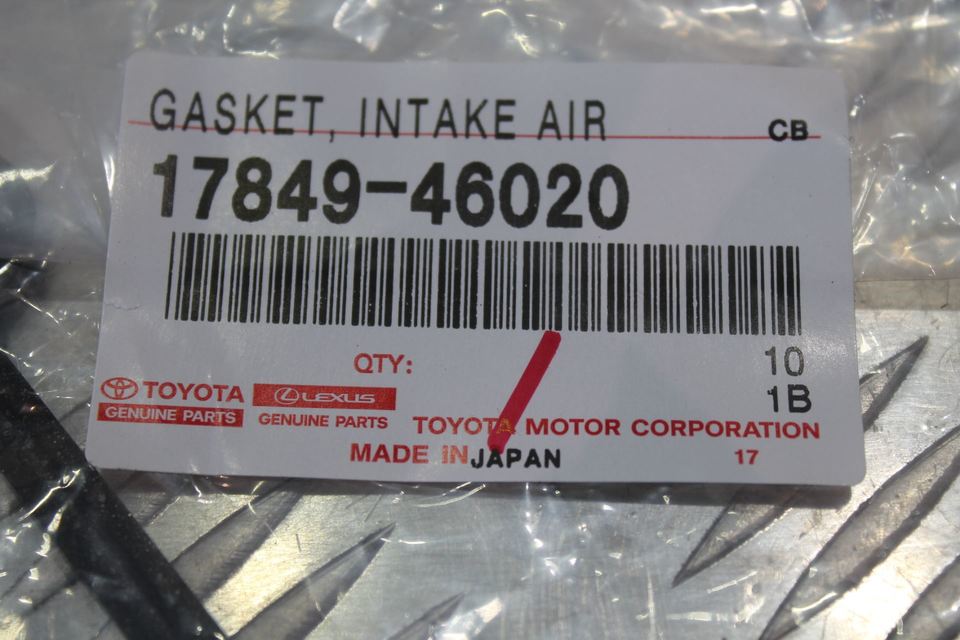 GASKET, INTAKE AIR CB
17849-46020
QTY: 10
1B
TOYOTA LEXUS
GENUINE PARTS GENUINE PARTS
TOYOTA MOTOR CORPORATION
MADE IN JAPAN 17